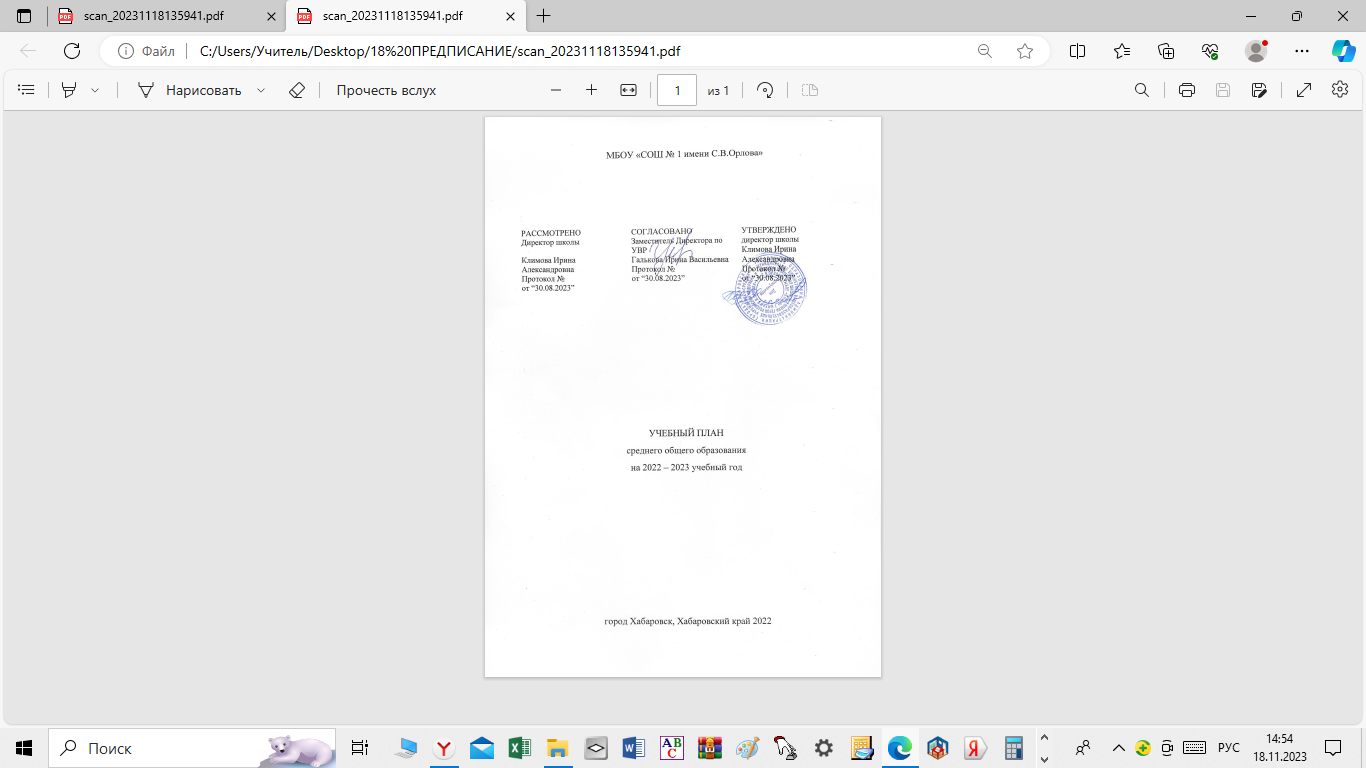 scan_20231118135941.pdf
scan_20231118135941.pdf
Файл
C:/Users/Учитель/Desktop/18%20ПРЕДПИСАНИЕ/scan_20231118135941.pdf
Нарисовать
Прочесть вслух
1
из 1
МБОУ «СОШ № 1 имени С.В.Орлова»
РАССМОТРЕНО
Директор школы
Климова Ирина
Александровна
Протокол №
от “30.08.2023”
СОГЛАСОВАНО
Заместитель Директора по
УВР
Галькова Ирина Васильевна
Протокол №
от “30.08.2023”
УТВЕРЖДЕНО
директор школы
Климова Ирина
Александровна
Протокол №
от “30.08.2023”
УЧЕБНЫЙ ПЛАН
среднего общего образования
на 2022 – 2023 учебный год
город Хабаровск, Хабаровский край 2022
Поиск
РУС
14:54
18.11.2023